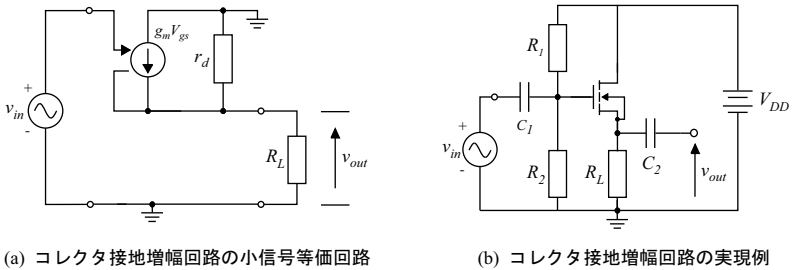 g_m V_gs
r_d
+
v_in
-
R_L
v_out
(a) コレクタ接地増幅回路の小信号等価回路
R_1
C_1
+
v_in
-
R_2
R_L
C_2
v_out
V_DD
(b) コレクタ接地増幅回路の実現例